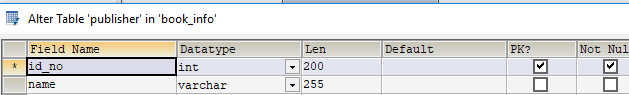 Alter Table 'publisher' in 'book_info'
Field Name Datatype Len Default PK? Not Nul
* id_no int 200
name varchar 255